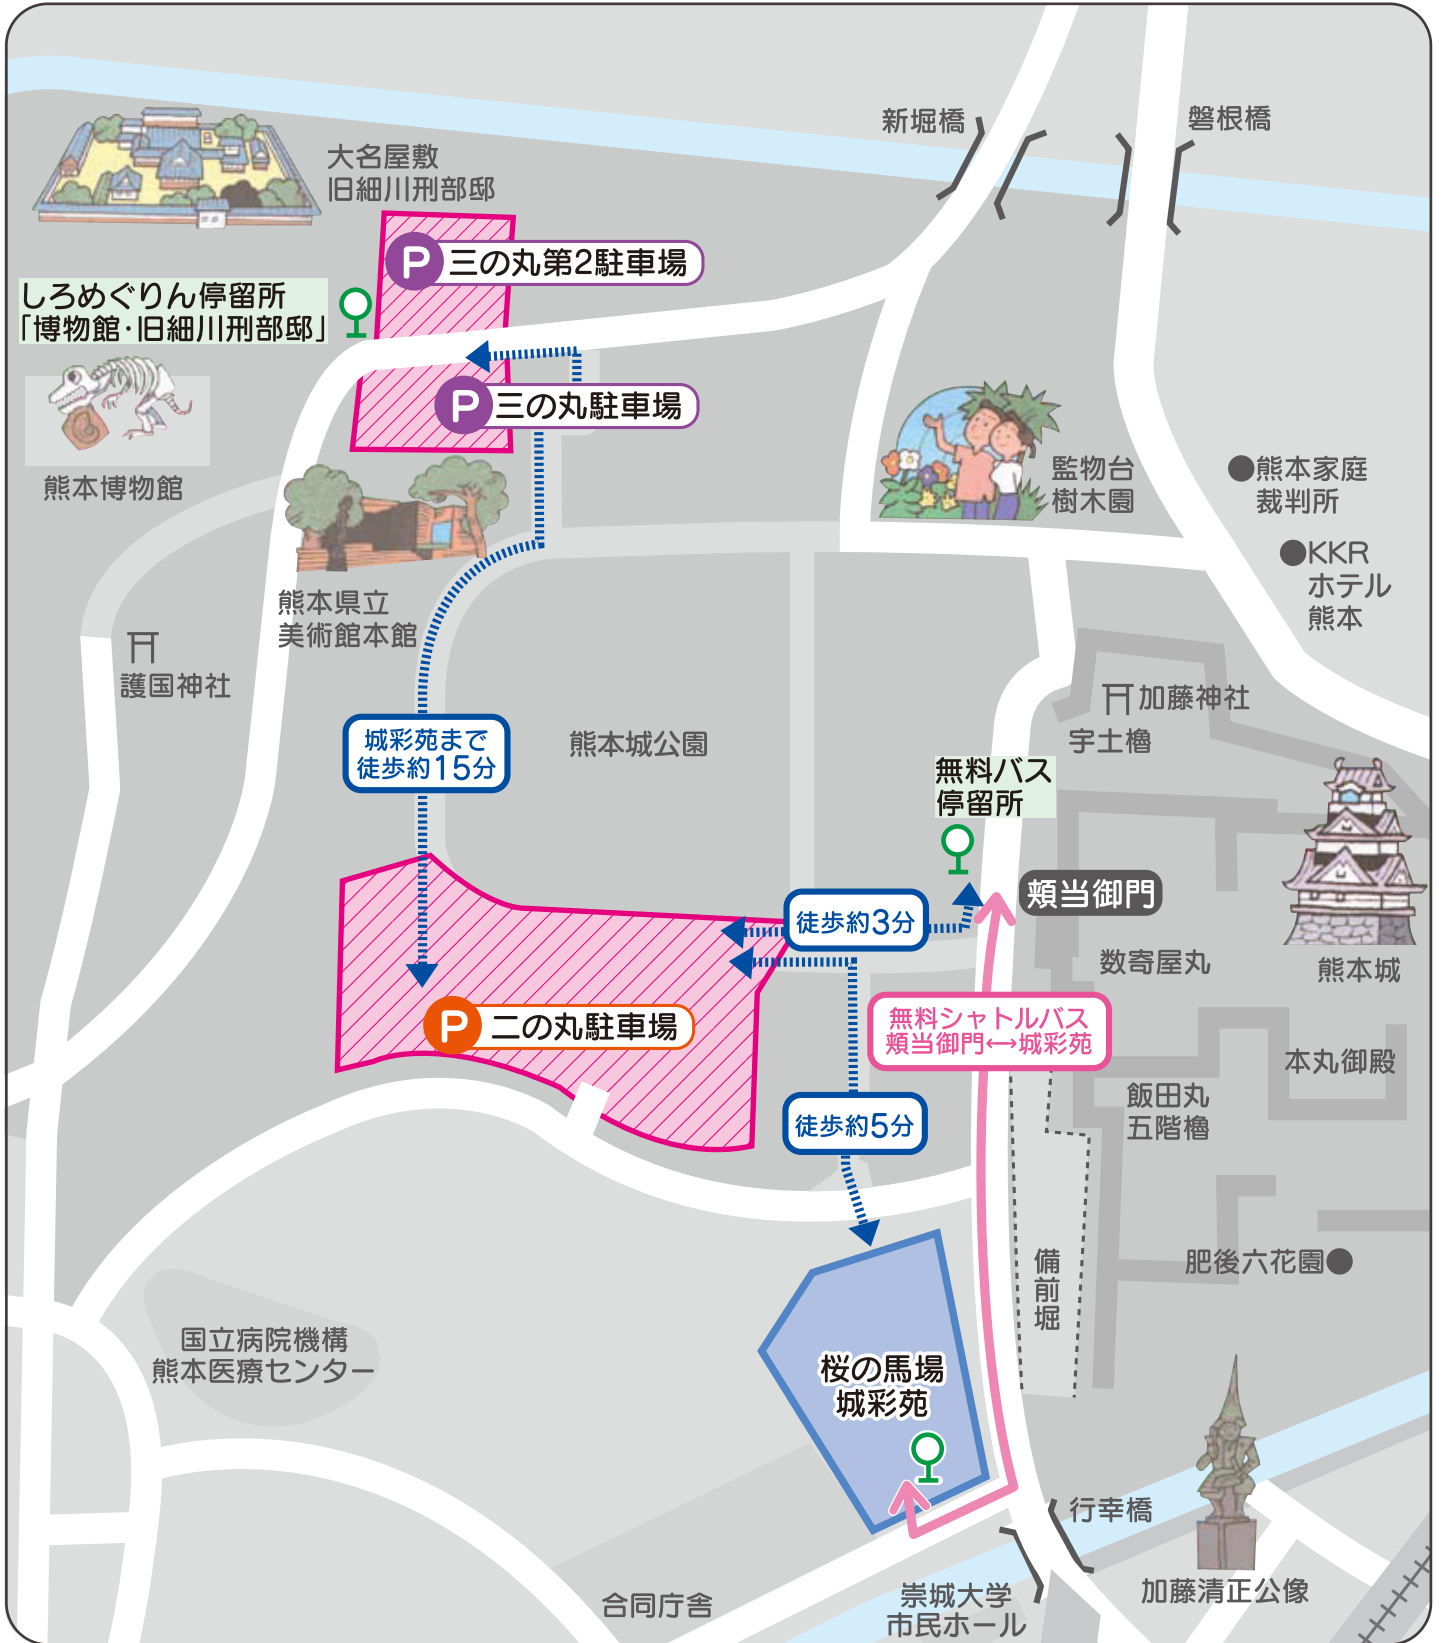 新堀橋
磐根橋
大名屋敷
旧細川刑部邸
P 三の丸第2駐車場
しろめぐりん停留所
「博物館・旧細川刑部邸」
P 三の丸駐車場
熊本博物館
監物台
樹木園
熊本家庭
裁判所
KKR
ホテル
熊本
熊本県立
美術館本館
護国神社
加藤神社
宇土櫓
城彩苑まで
徒歩約15分
熊本城公園
無料バス
停留所
頬当御門
徒歩約3分
数寄屋丸
熊本城
P 二の丸駐車場
無料シャトルバス
頬当御門↔城彩苑
本丸御殿
飯田丸
五階櫓
徒歩約5分
備前堀
肥後六花園
国立病院機構
熊本医療センター
桜の馬場
城彩苑
行幸橋
加藤清正公像
合同庁舎
崇城大学
市民ホール